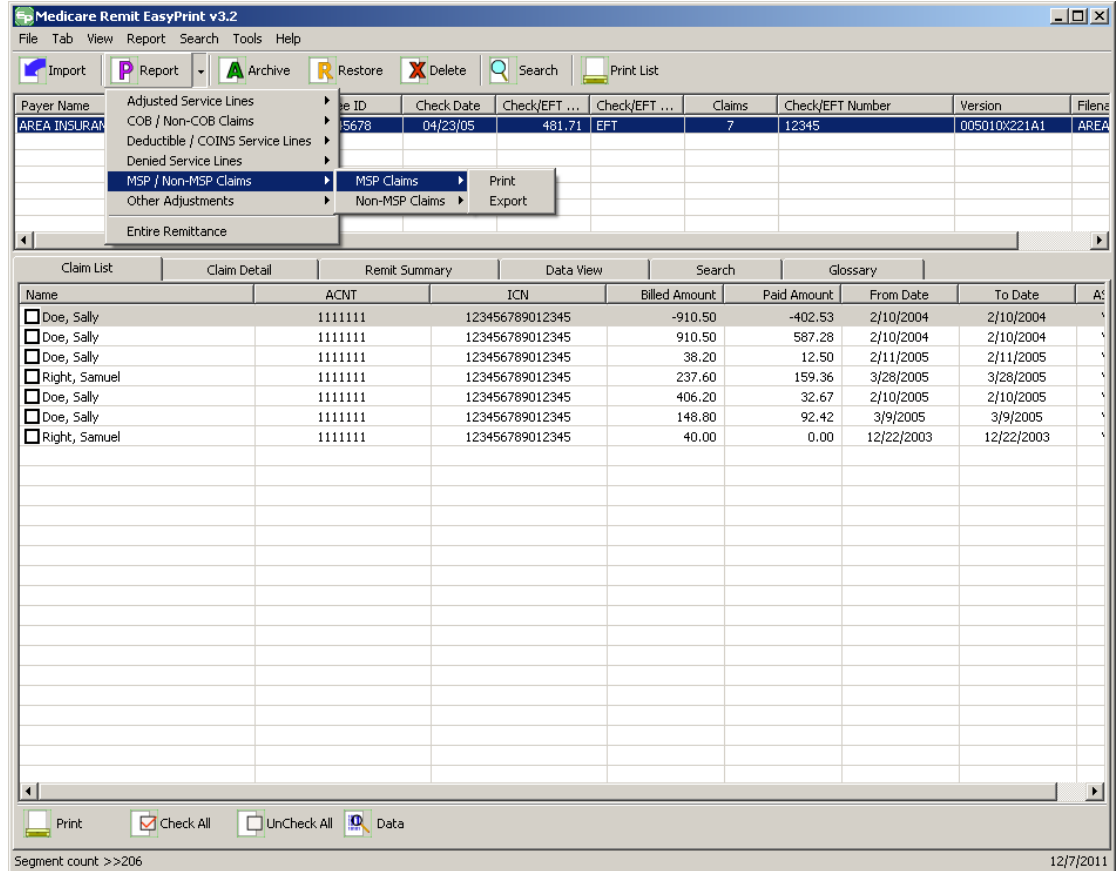 Medicare Remit EasyPrint v3.2
File Tab View Report Search Tools Help
Import Report Archive Restore Delete Search Print List
Payer Name ee ID Check Date Check/EFT ... Check/EFT ... Claims Check/EFT Number Version Filena
AREA INSURAN 5678 04/23/05 481.71 EFT 7 12345 005010X221A1 AREA
Adjusted Service Lines
COB / Non-COB Claims
Deductible / COINS Service Lines
Denied Service Lines
MSP / Non-MSP Claims MSP Claims Print
Other Adjustments Non-MSP Claims Export
Entire Remittance
Claim List Claim Detail Remit Summary Data View Search Glossary
Name ACNT ICN Billed Amount Paid Amount From Date To Date
Doe, Sally 1111111 123456789012345 -910.50 -402.53 2/10/2004 2/10/2004
Doe, Sally 1111111 123456789012345 910.50 587.28 2/10/2004 2/10/2004
Doe, Sally 1111111 123456789012345 38.20 12.50 2/11/2005 2/11/2005
Right, Samuel 1111111 123456789012345 237.60 159.36 3/28/2005 3/28/2005
Doe, Sally 1111111 123456789012345 406.20 32.67 2/10/2005 2/10/2005
Doe, Sally 1111111 123456789012345 148.80 92.42 3/9/2005 3/9/2005
Right, Samuel 1111111 123456789012345 40.00 0.00 12/22/2003 12/22/2003
Print Check All UnCheck All Data
Segment count >>206 12/7/2011